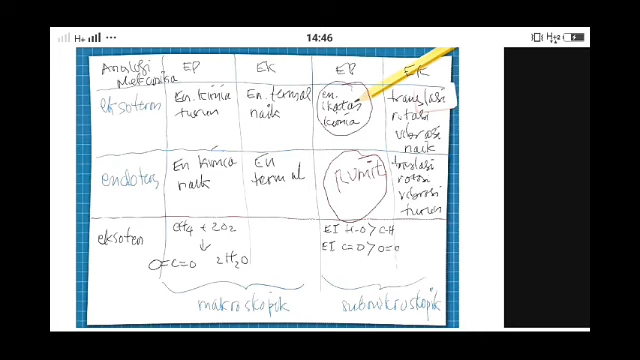 H+ 14:46 H+2
Analogi mekanika EP EK EP EK
eksoterm En. kimia turun En. termal naik en. ikatan kimia translasi rotasi vibrasi naik
endoterm En kimia naik En termal RUMIT translasi rotasi vibrasi turun
eksoterm CH4 + 2O2 EI H-O > C-H
↓ EI C=O > O=O
O=C=O 2H2O
makroskopik submikroskopik